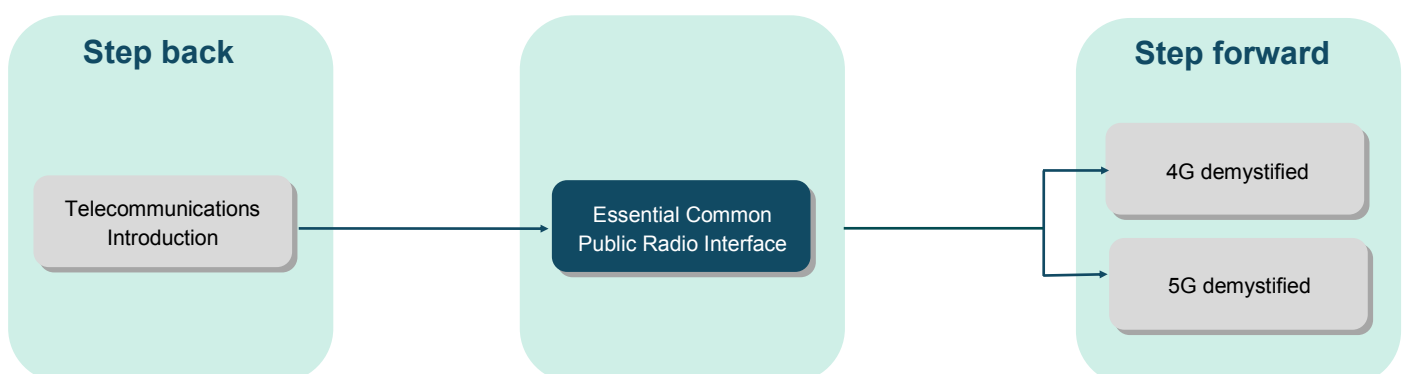 Step back
Telecommunications
Introduction
Essential Common
Public Radio Interface
Step forward
4G demystified
5G demystified